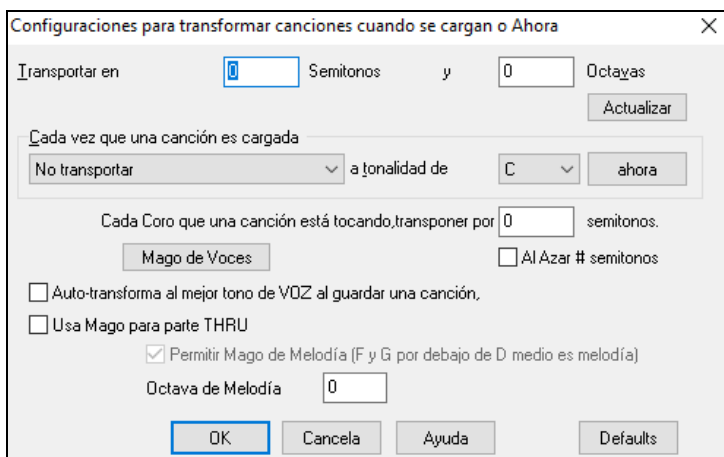 Configuraciones para transformar canciones cuando se cargan o Ahora
Transportar en 0 Semitonos y 0 Octavas
Actualizar
Cada vez que una canción es cargada
No transportar a tonalidad de C ahora
Cada Coro que una canción está tocando,transponer por 0 semitonos.
Mago de Voces Al Azar # semitonos
Auto-transforma al mejor tono de VOZ al guardar una canción,
Usa Mago para parte THRU
Permitir Mago de Melodía (F y G por debajo de D medio es melodía)
Octava de Melodía 0
OK Cancela Ayuda Defaults